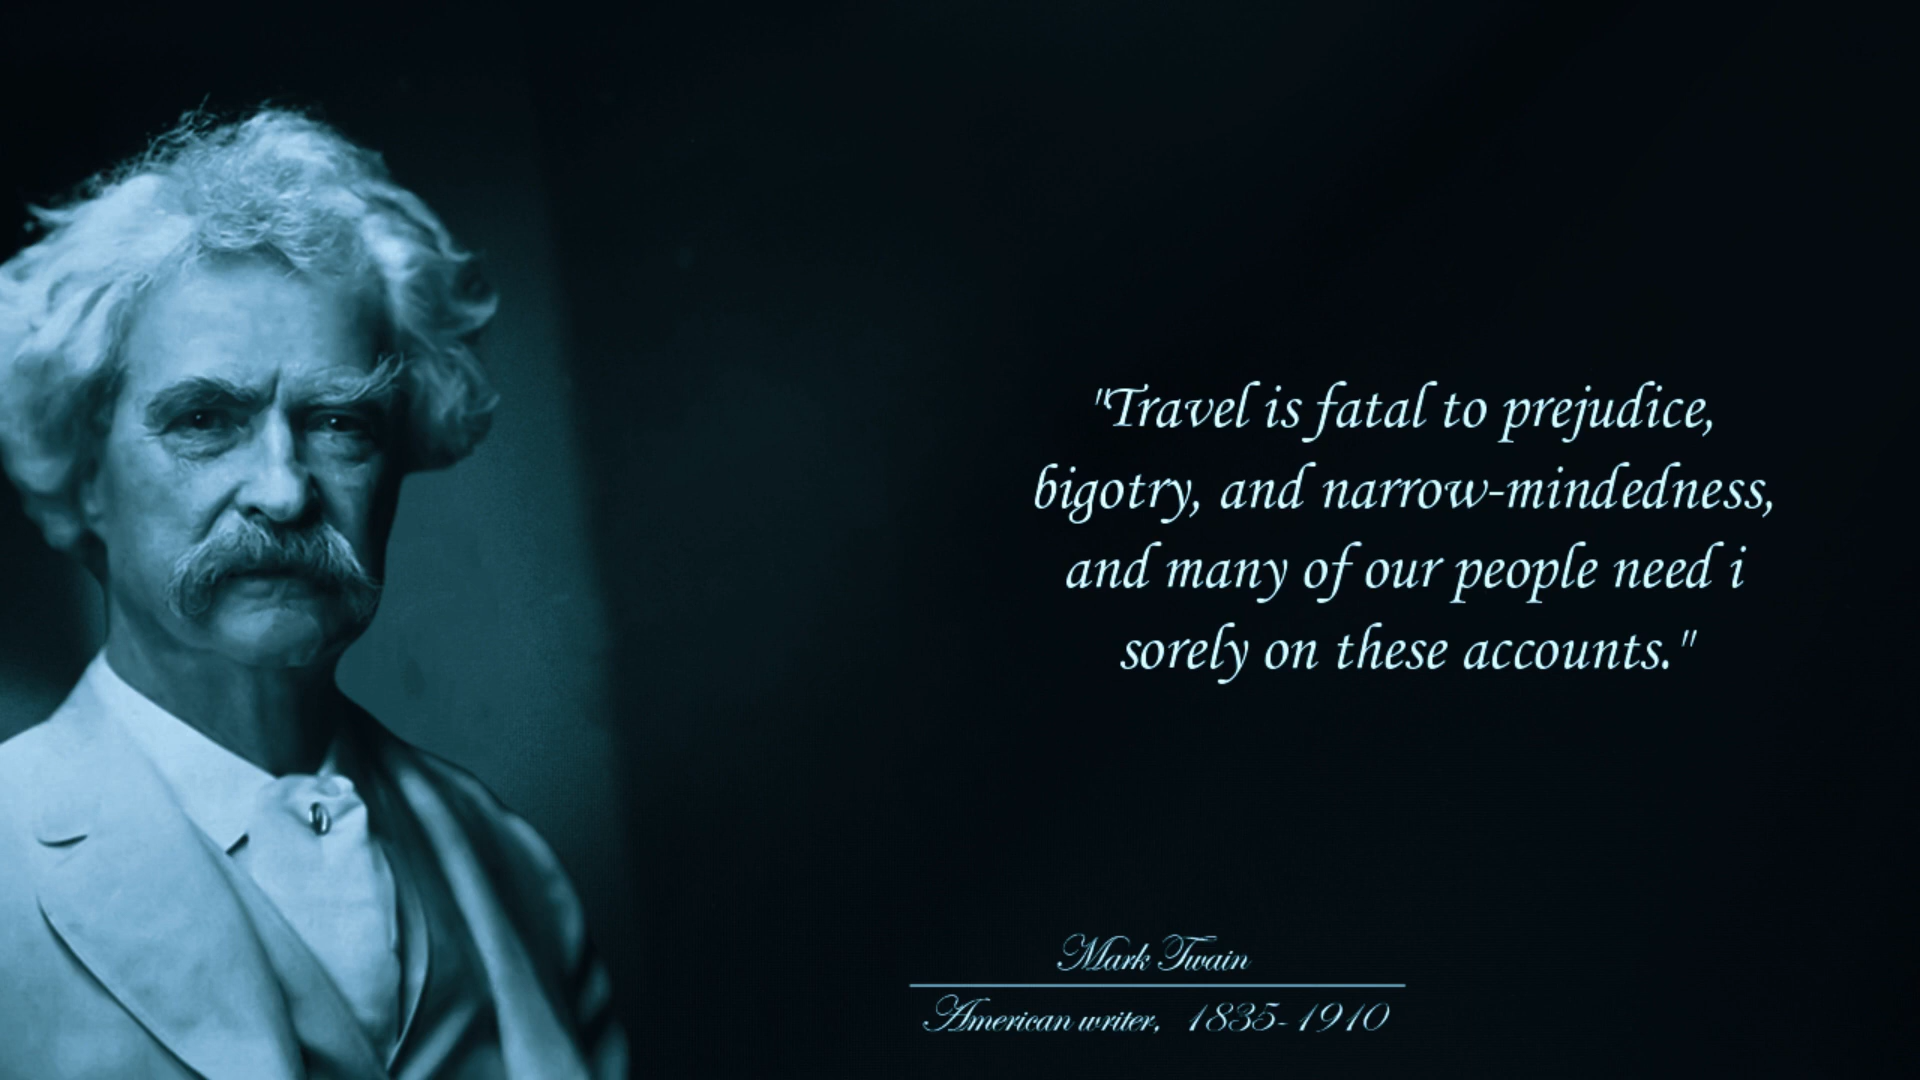 "Travel is fatal to prejudice,
bigotry, and narrow-mindedness,
and many of our people need i
sorely on these accounts."
Mark Twain
American writer, 1835-1910